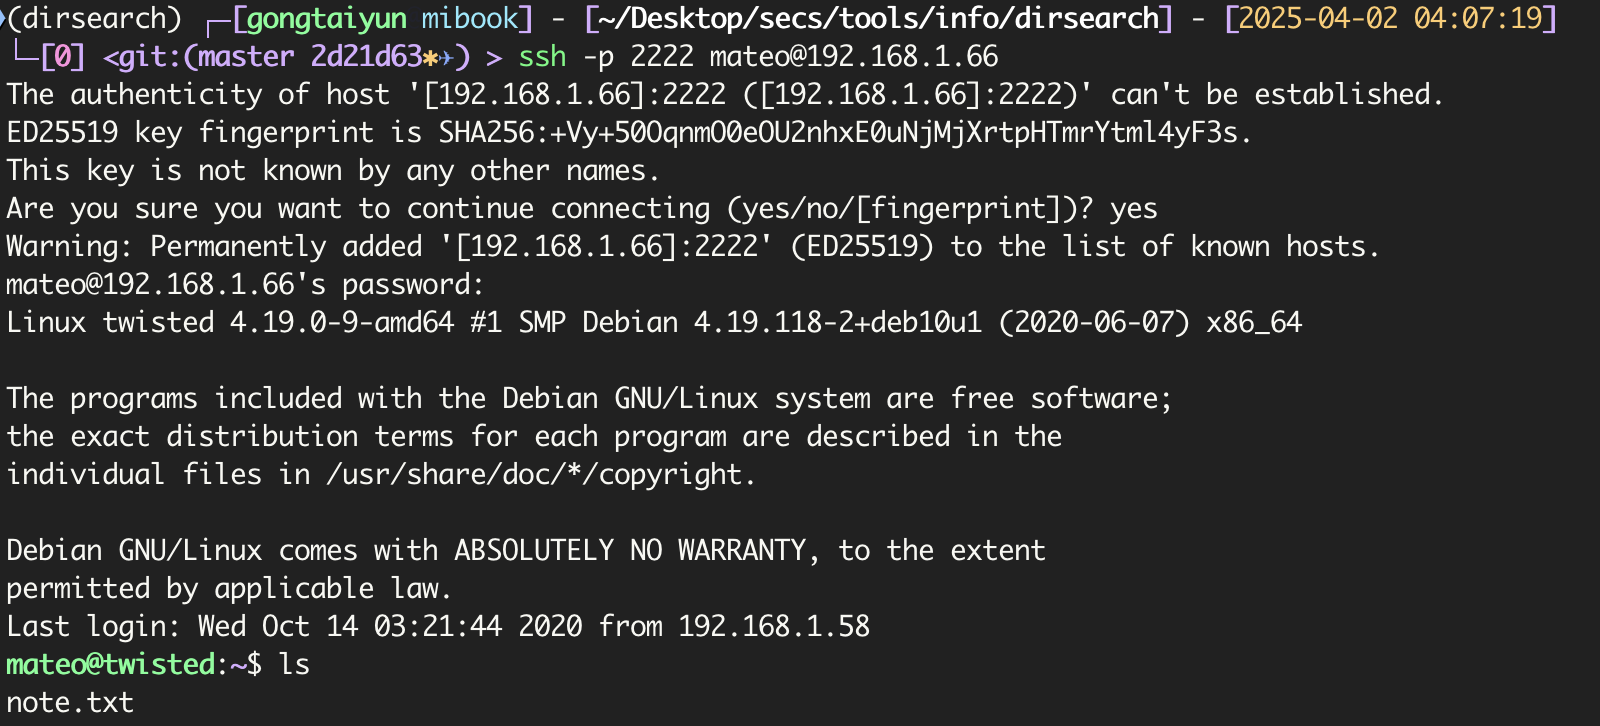 (dirsearch) ┌─[gongtaiyun mibook] - [~/Desktop/secs/tools/info/dirsearch] - [2025-04-02 04:07:19]
└─[0] <git:(master 2d21d63✱✈) > ssh -p 2222 mateo@192.168.1.66
The authenticity of host '[192.168.1.66]:2222 ([192.168.1.66]:2222)' can't be established.
ED25519 key fingerprint is SHA256:+Vy+50OqnmO0eOU2nhxE0uNjMjXrtpHTmrYtml4yF3s.
This key is not known by any other names.
Are you sure you want to continue connecting (yes/no/[fingerprint])? yes
Warning: Permanently added '[192.168.1.66]:2222' (ED25519) to the list of known hosts.
mateo@192.168.1.66's password:
Linux twisted 4.19.0-9-amd64 #1 SMP Debian 4.19.118-2+deb10u1 (2020-06-07) x86_64
The programs included with the Debian GNU/Linux system are free software;
the exact distribution terms for each program are described in the
individual files in /usr/share/doc/*/copyright.
Debian GNU/Linux comes with ABSOLUTELY NO WARRANTY, to the extent
permitted by applicable law.
Last login: Wed Oct 14 03:21:44 2020 from 192.168.1.58
mateo@twisted:~$ ls
note.txt